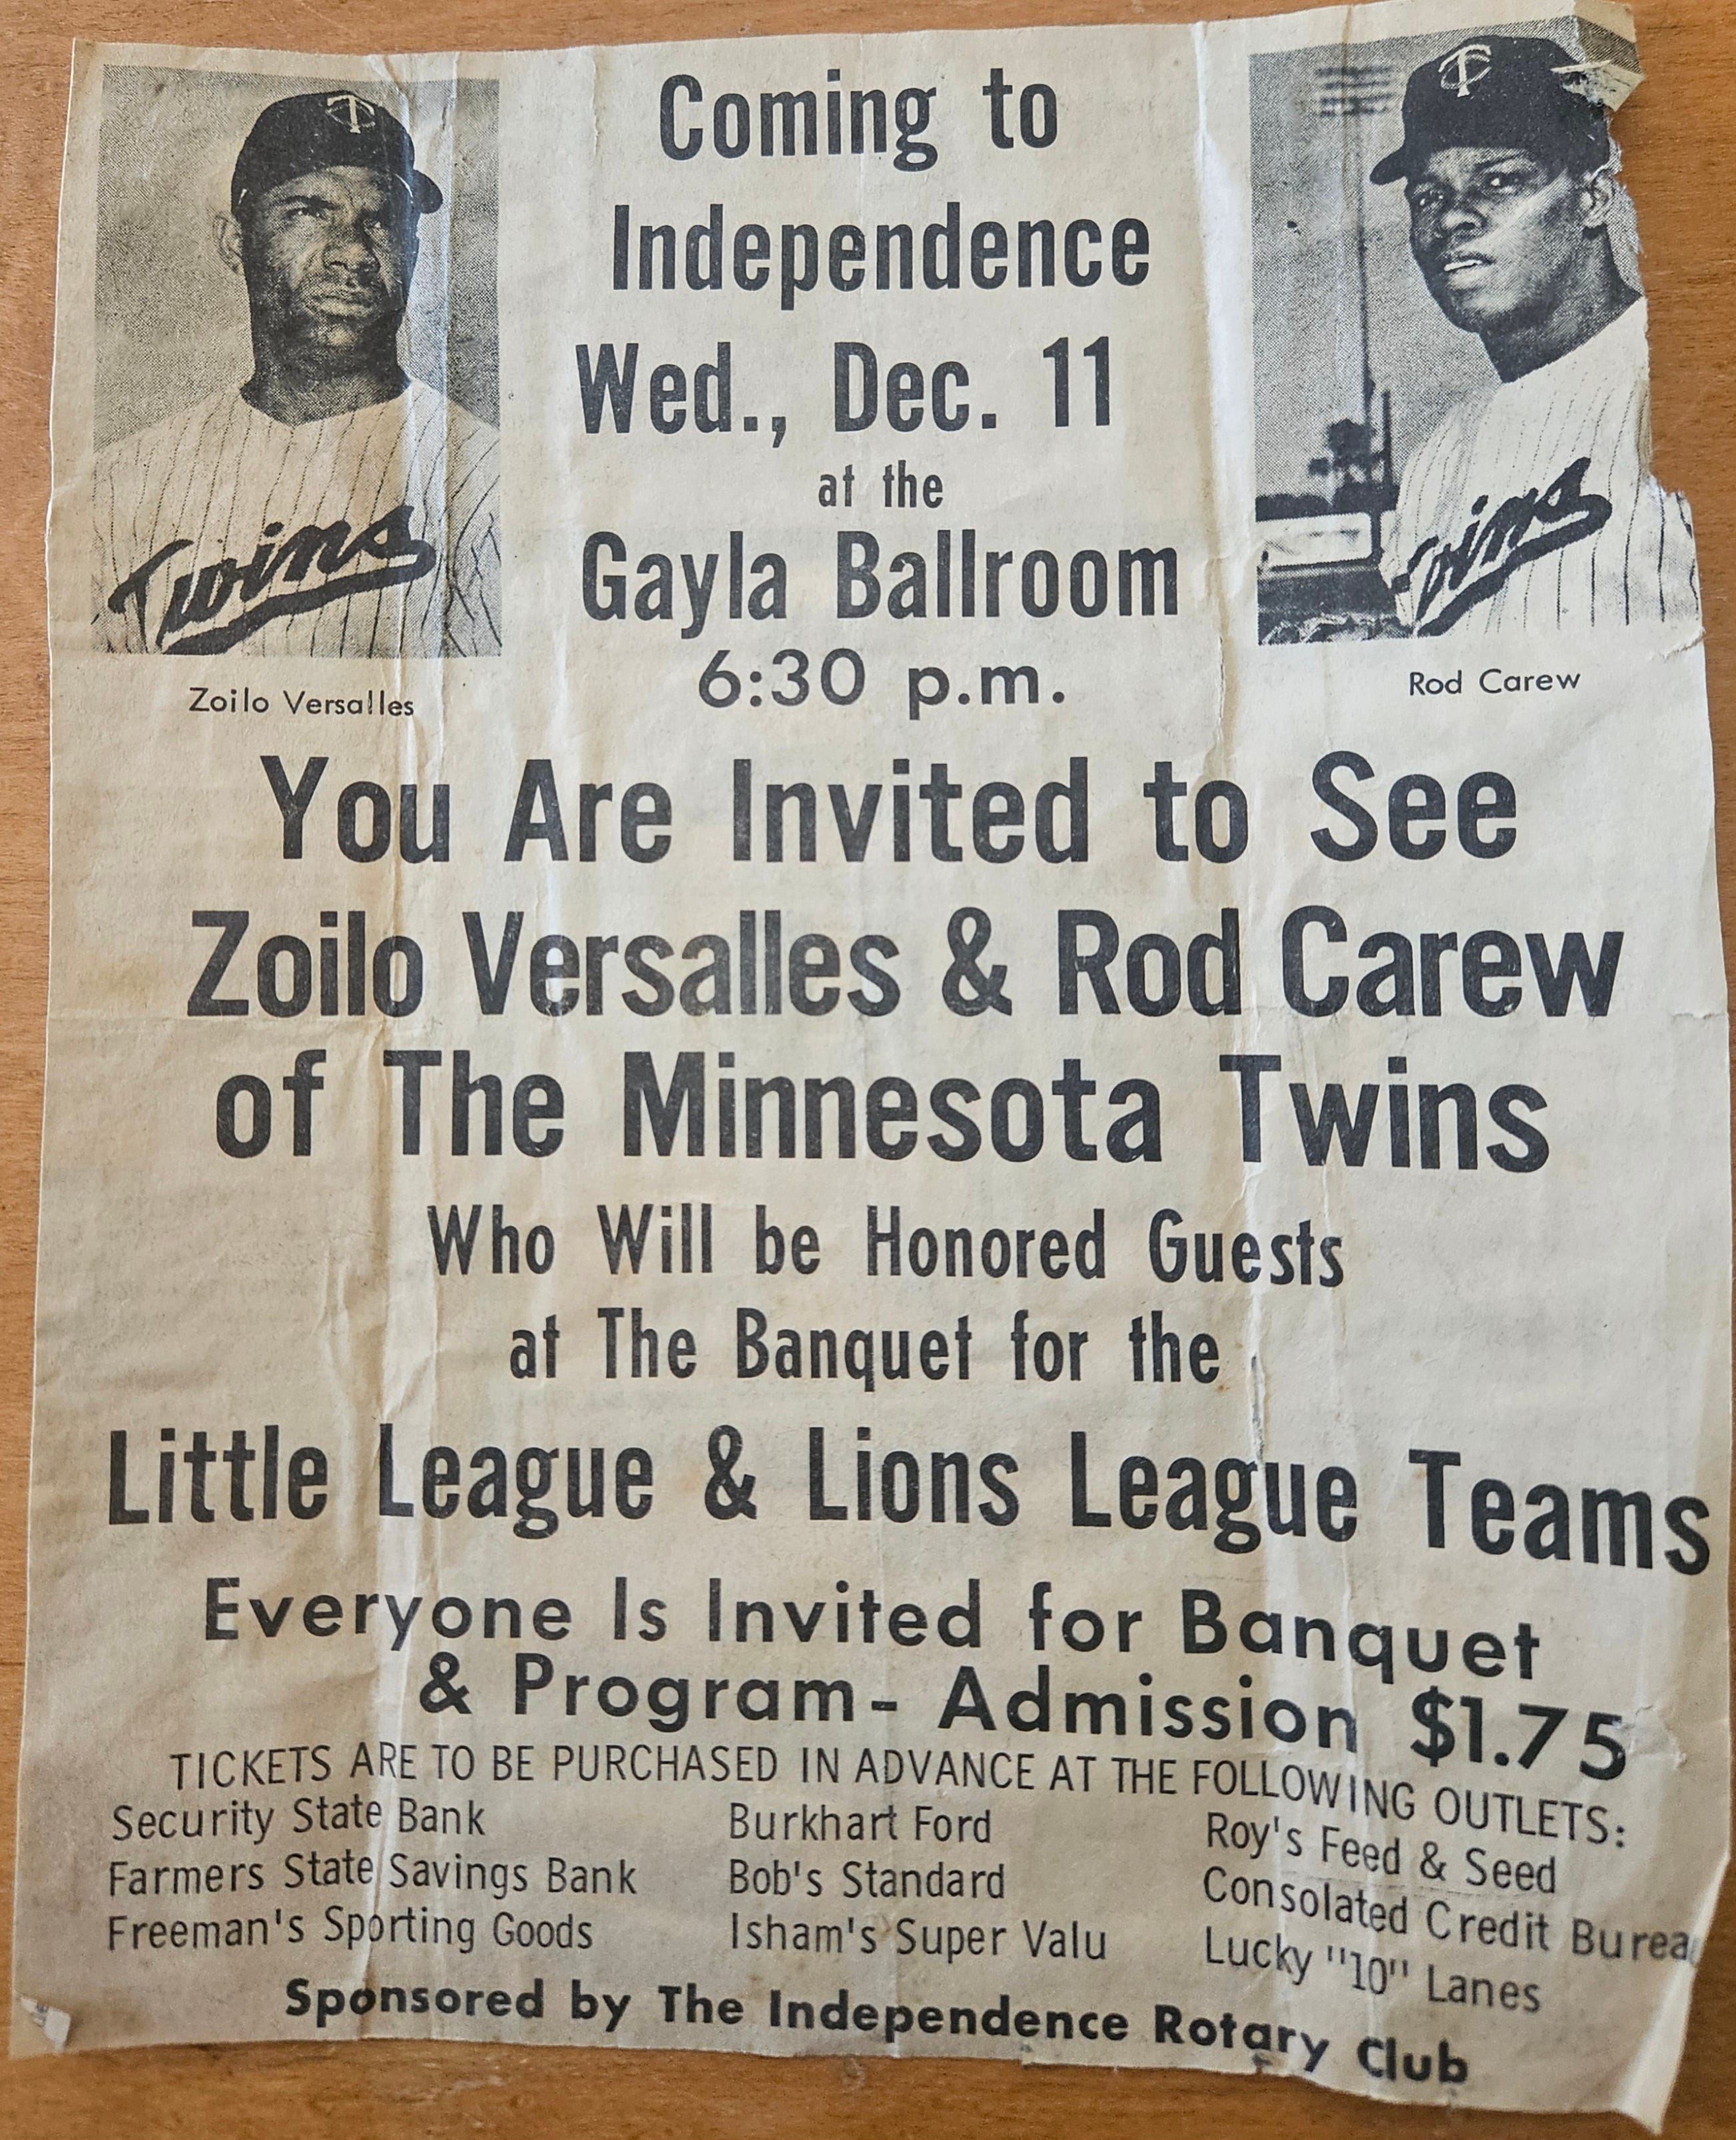 Coming to
Independence
Wed., Dec. 11
at the
Gayla Ballroom
6:30 p.m.
TC
Twins
Zoilo Versalles
TC
Twins
Rod Carew
You Are Invited to See
Zoilo Versalles & Rod Carew
of The Minnesota Twins
Who Will be Honored Guests
at The Banquet for the
Little League & Lions League Teams
Everyone Is Invited for Banquet
& Program - Admission $1.75
TICKETS ARE TO BE PURCHASED IN ADVANCE AT THE FOLLOWING OUTLETS:
Security State Bank Burkhart Ford Roy's Feed & Seed
Farmers State Savings Bank Bob's Standard Consolated Credit Burea
Freeman's Sporting Goods Isham's Super Valu Lucky "10" Lanes
Sponsored by The Independence Rotary Club